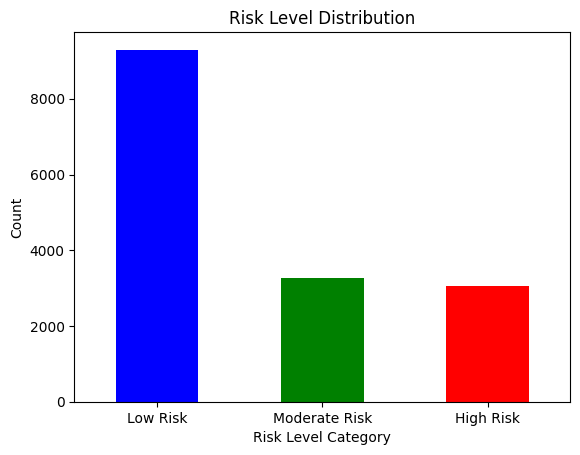 Risk Level Distribution
8000
6000
4000
2000
0
Count
Low Risk
Moderate Risk
High Risk
Risk Level Category